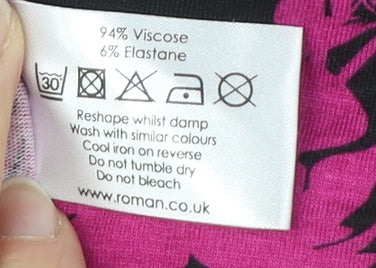 94% Viscose
6% Elastane
30
Reshape whilst damp
Wash with similar colours
Cool iron on reverse
Do not tumble dry
Do not bleach
www.roman.co.uk